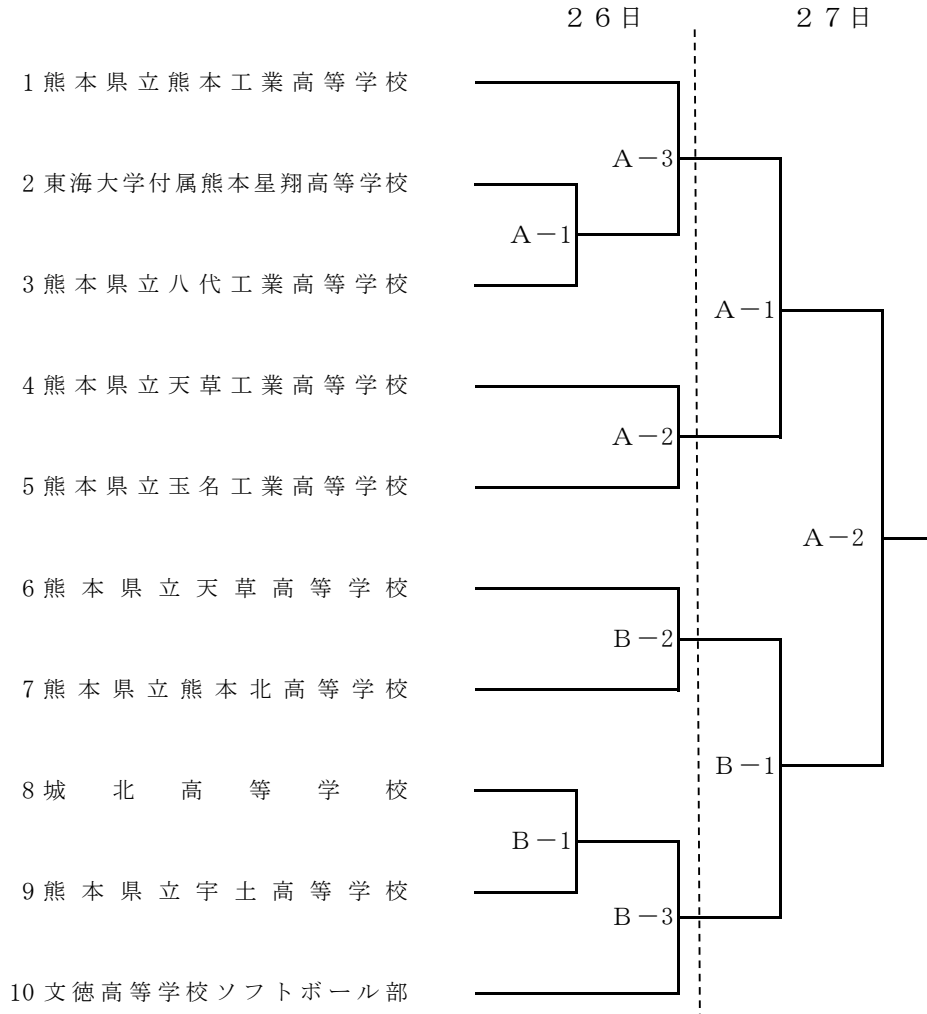 ２６日　２７日
1 熊本県立熊本工業高等学校
A－3
2 東海大学付属熊本星翔高等学校
A－1
3 熊本県立八代工業高等学校
A－1
4 熊本県立天草工業高等学校
A－2
5 熊本県立玉名工業高等学校
A－2
6 熊本県立天草高等学校
B－2
7 熊本県立熊本北高等学校
B－1
8 城北高等学校
B－1
9 熊本県立宇土高等学校
B－3
10 文徳高等学校ソフトボール部